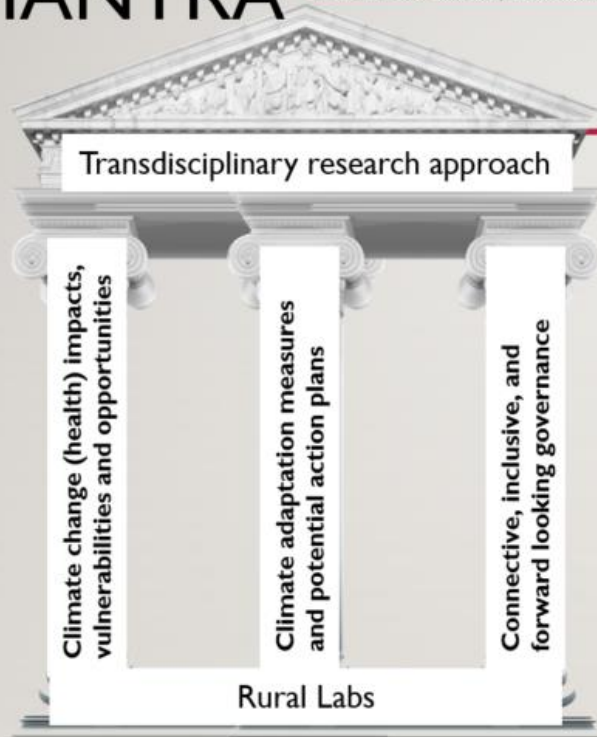 Transdisciplinary research approach
Climate change (health) impacts,
vulnerabilities and opportunities
Climate adaptation measures
and potential action plans
Connective, inclusive, and
forward looking governance
Rural Labs